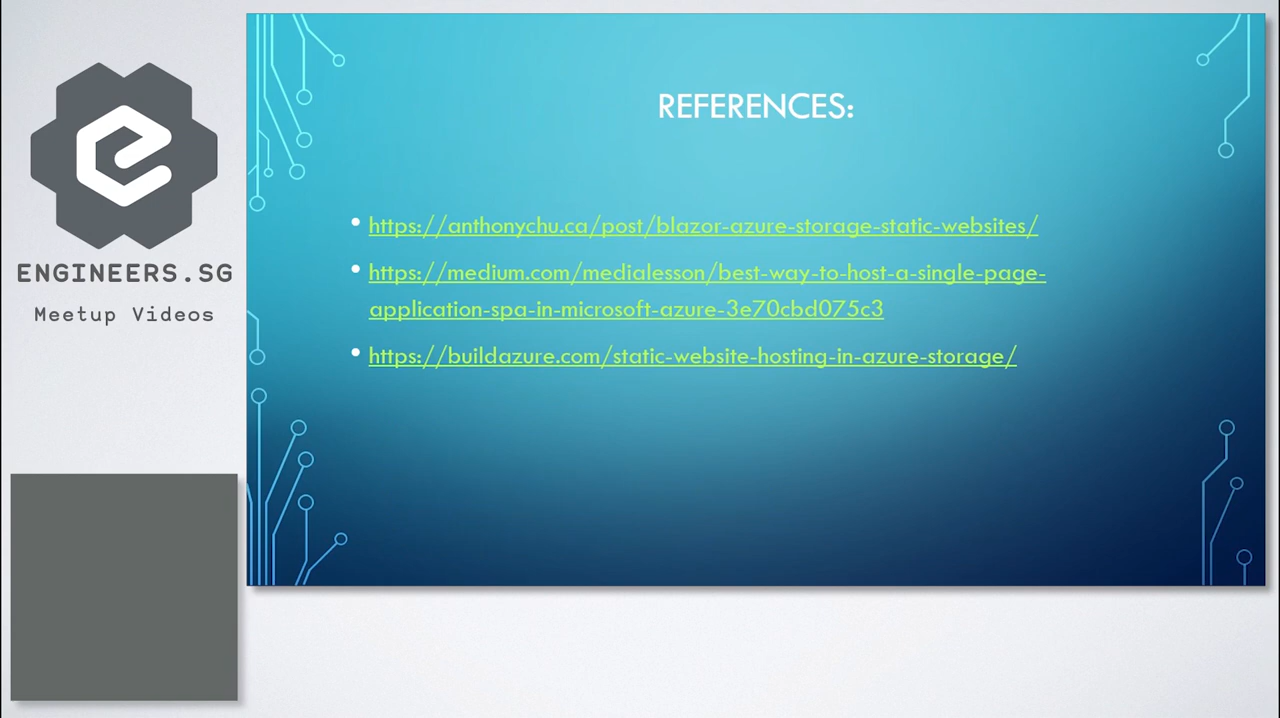 ENGINEERS.SG
Meetup Videos
REFERENCES:
• https://anthonychu.ca/post/blazor-azure-storage-static-websites/
• https://medium.com/medialesson/best-way-to-host-a-single-page-
application-spa-in-microsoft-azure-3e70cbd075c3
• https://buildazure.com/static-website-hosting-in-azure-storage/